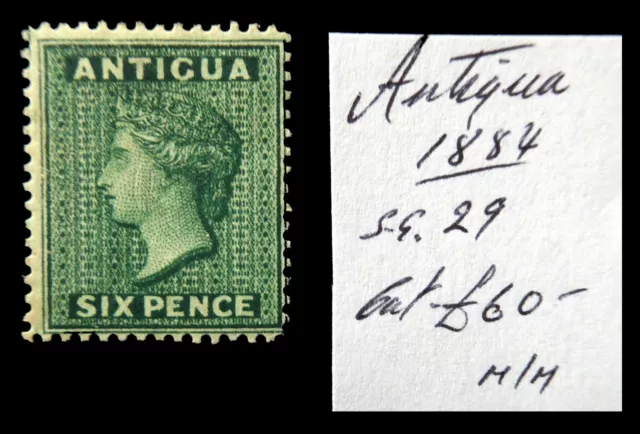 ANTIGUA
SIX PENCE
Antigua
1884
S.G. 29
Cat £60-
M/M